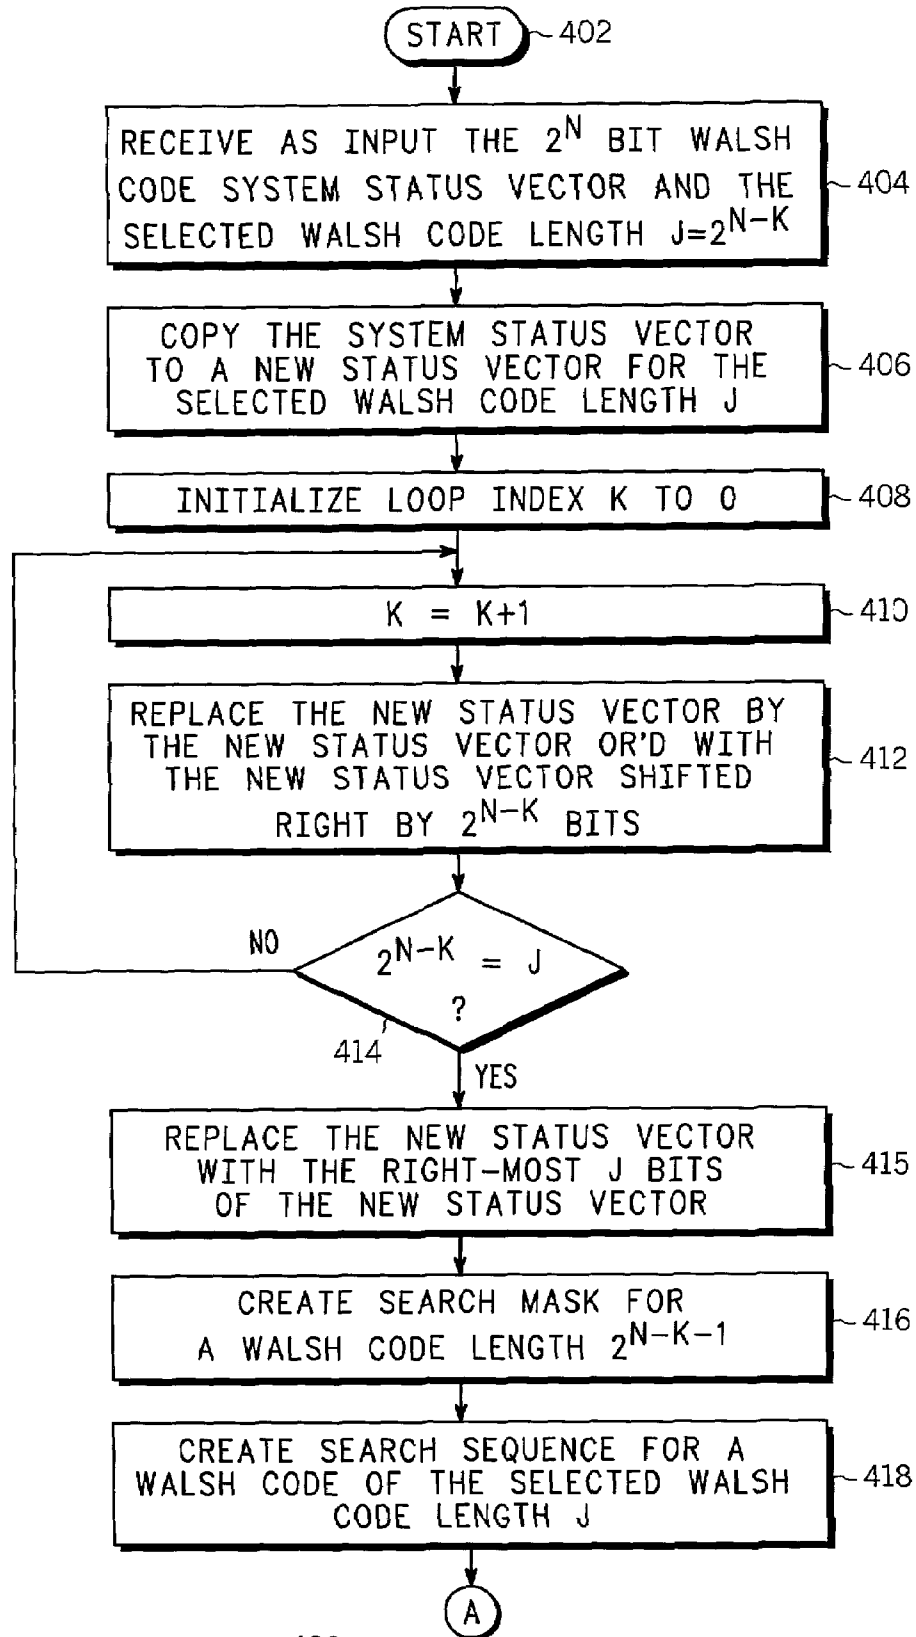 START
402
RECEIVE AS INPUT THE 2^N BIT WALSH
CODE SYSTEM STATUS VECTOR AND THE
SELECTED WALSH CODE LENGTH J=2^N-K
404
COPY THE SYSTEM STATUS VECTOR
TO A NEW STATUS VECTOR FOR THE
SELECTED WALSH CODE LENGTH J
406
INITIALIZE LOOP INDEX K TO 0
408
K = K+1
410
REPLACE THE NEW STATUS VECTOR BY
THE NEW STATUS VECTOR OR'D WITH
THE NEW STATUS VECTOR SHIFTED
RIGHT BY 2^N-K BITS
412
NO
2^N-K = J
?
414
YES
REPLACE THE NEW STATUS VECTOR
WITH THE RIGHT-MOST J BITS
OF THE NEW STATUS VECTOR
415
CREATE SEARCH MASK FOR
A WALSH CODE LENGTH 2^N-K-1
416
CREATE SEARCH SEQUENCE FOR A
WALSH CODE OF THE SELECTED WALSH
CODE LENGTH J
418
A